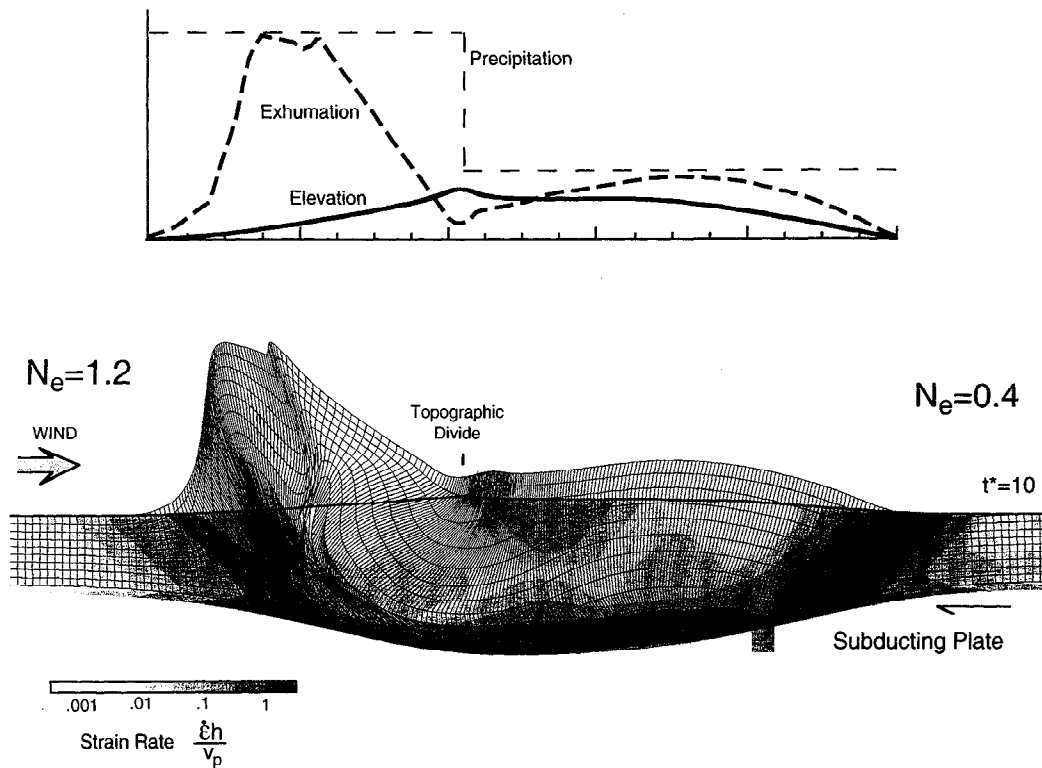 Precipitation
Exhumation
Elevation
Nₑ=1.2
Nₑ=0.4
WIND
Topographic
Divide
t*=10
Subducting Plate
.001 .01 .1 1
Strain Rate ε̇h/vₚ